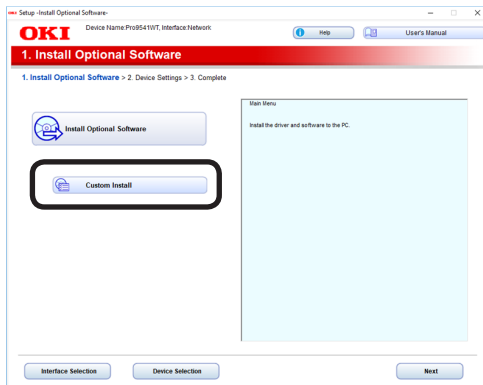 OKI Setup -Install Optional Software-
OKI
Device Name:Pro9541WT, Interface:Network
Help
User's Manual
1. Install Optional Software
1. Install Optional Software > 2. Device Settings > 3. Complete
Install Optional Software
Custom Install
Main Menu
Install the driver and software to the PC.
Interface Selection
Device Selection
Next